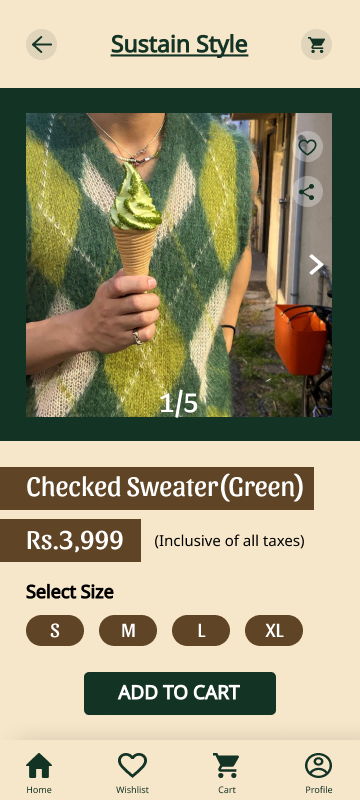 Sustain Style
1/5
Checked Sweater(Green)
Rs.3,999 (Inclusive of all taxes)
Select Size
S M L XL
ADD TO CART
Home Wishlist Cart Profile